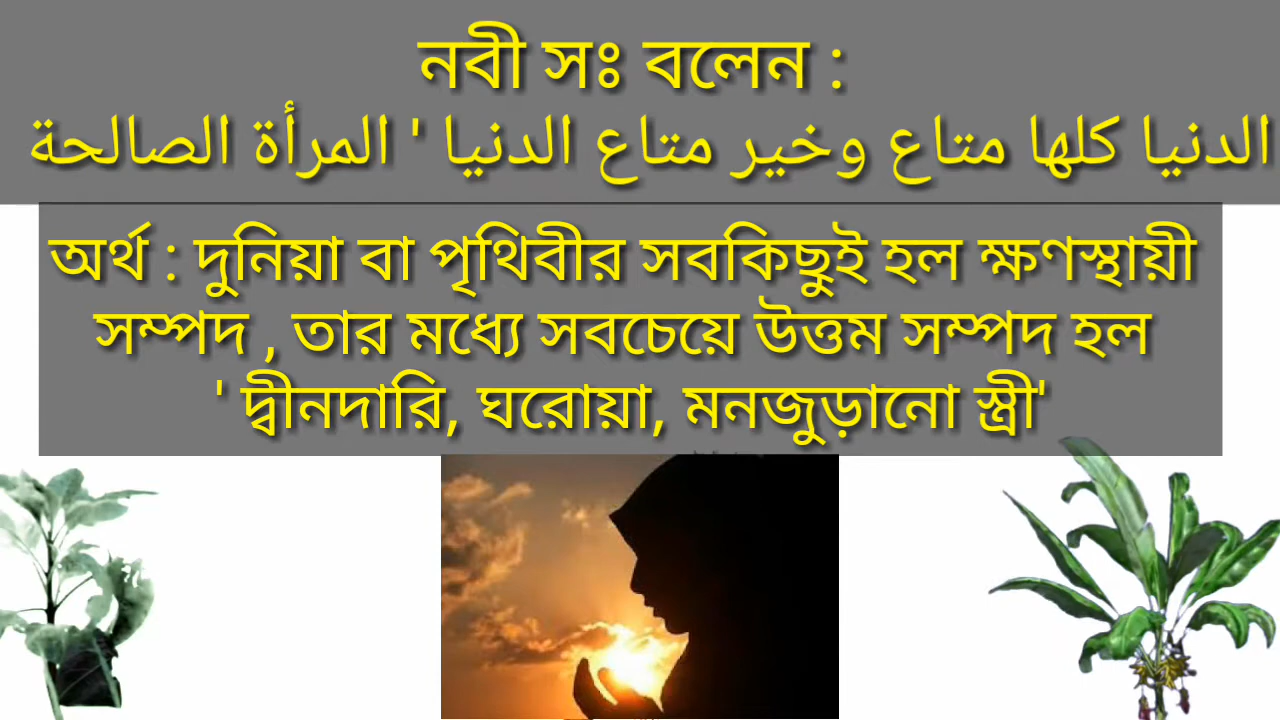 নবী সঃ বলেন :
الدنيا كلها متاع وخير متاع الدنيا ' المرأة الصالحة
অর্থ : দুনিয়া বা পৃথিবীর সবকিছুই হল ক্ষণস্থায়ী
সম্পদ , তার মধ্যে সবচেয়ে উত্তম সম্পদ হল
' দ্বীনদারি, ঘরোয়া, মনজুড়ানো স্ত্রী'